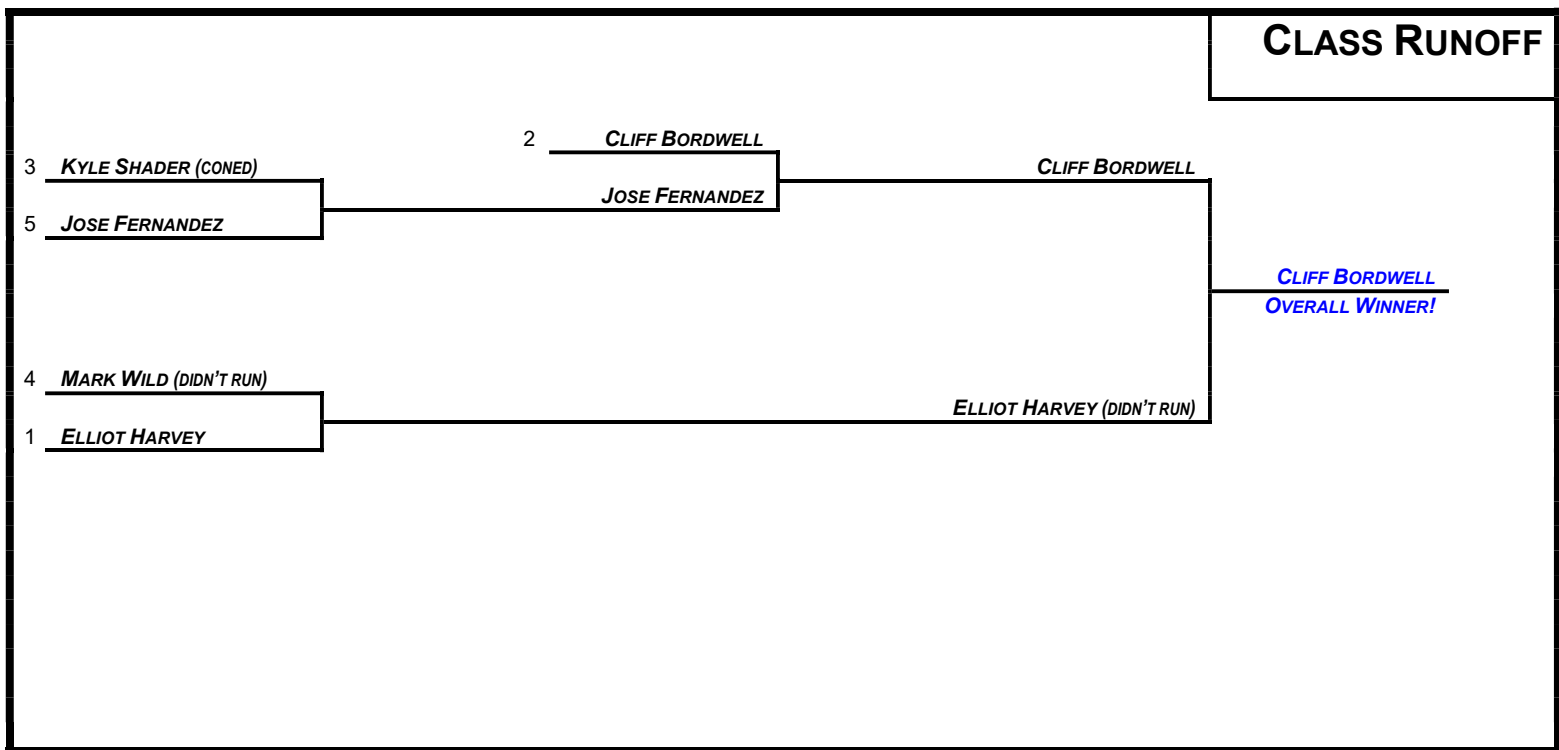 CLASS RUNOFF
2 CLIFF BORDWELL
3 KYLE SHADER (CONED)
CLIFF BORDWELL
JOSE FERNANDEZ
5 JOSE FERNANDEZ
CLIFF BORDWELL
OVERALL WINNER!
4 MARK WILD (DIDN'T RUN)
ELLIOT HARVEY (DIDN'T RUN)
1 ELLIOT HARVEY